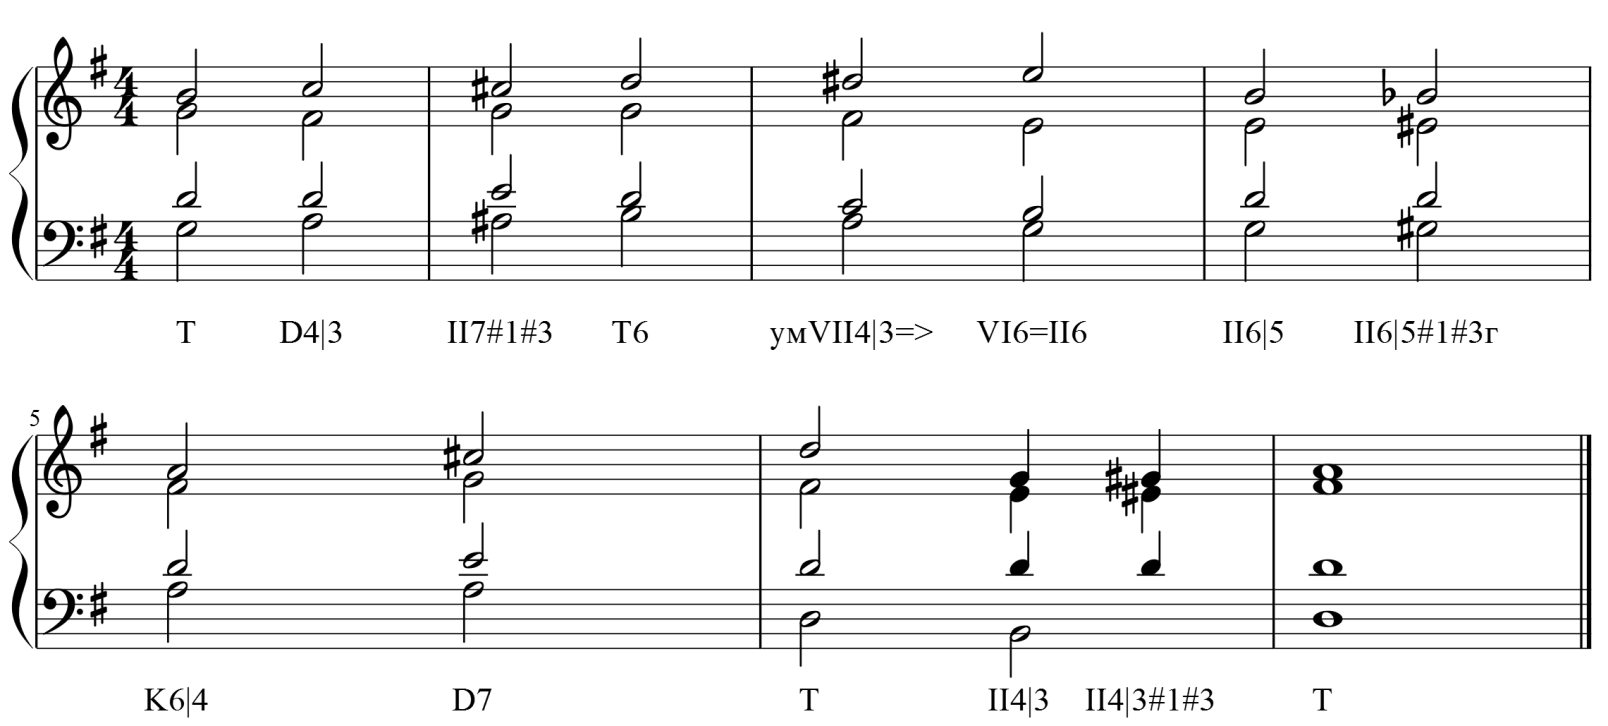 T D4|3 II7#1#3 T6 умVII4|3=> VI6=II6 II6|5 II6|5#1#3г
5
K6|4 D7 T II4|3 II4|3#1#3 T